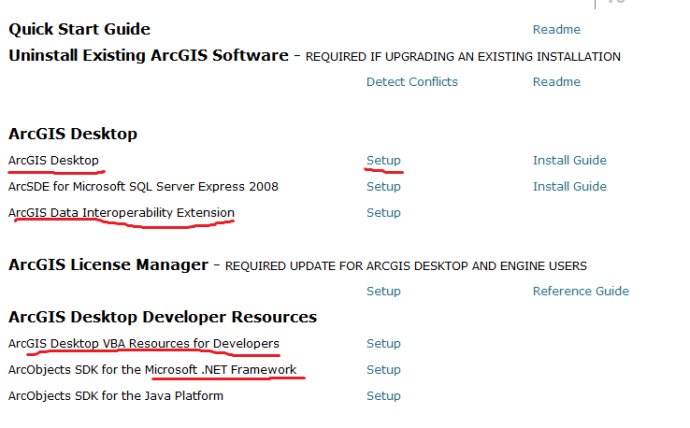 Quick Start Guide Readme
Uninstall Existing ArcGIS Software - REQUIRED IF UPGRADING AN EXISTING INSTALLATION
Detect Conflicts Readme
ArcGIS Desktop
ArcGIS Desktop Setup Install Guide
ArcSDE for Microsoft SQL Server Express 2008 Setup Install Guide
ArcGIS Data Interoperability Extension Setup
ArcGIS License Manager - REQUIRED UPDATE FOR ARCGIS DESKTOP AND ENGINE USERS
Setup Reference Guide
ArcGIS Desktop Developer Resources
ArcGIS Desktop VBA Resources for Developers Setup
ArcObjects SDK for the Microsoft .NET Framework Setup
ArcObjects SDK for the Java Platform Setup